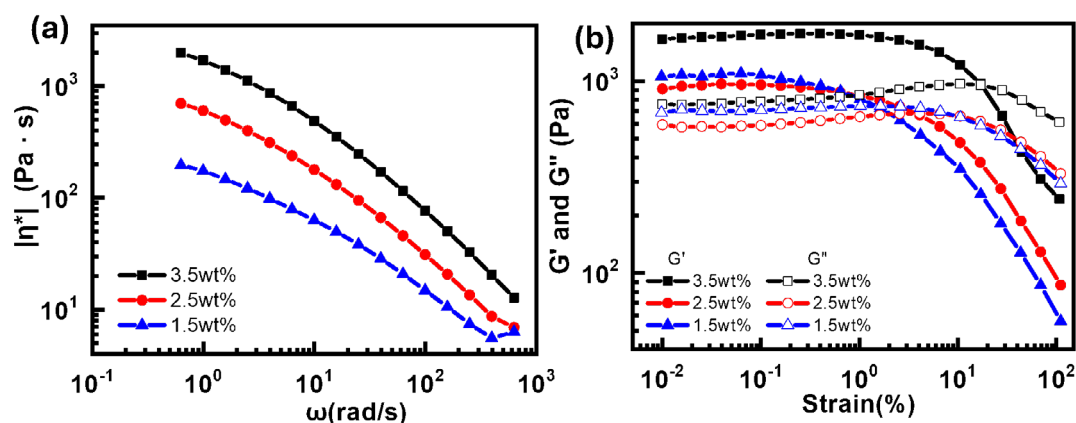 (a)
|η*| (Pa · s)
10³
10²
10¹
3.5wt%
2.5wt%
1.5wt%
10⁻¹ 10⁰ 10¹ 10² 10³
ω(rad/s)
(b)
G' and G'' (Pa)
10³
10²
G' G''
3.5wt% 3.5wt%
2.5wt% 2.5wt%
1.5wt% 1.5wt%
10⁻² 10⁻¹ 10⁰ 10¹ 10²
Strain(%)